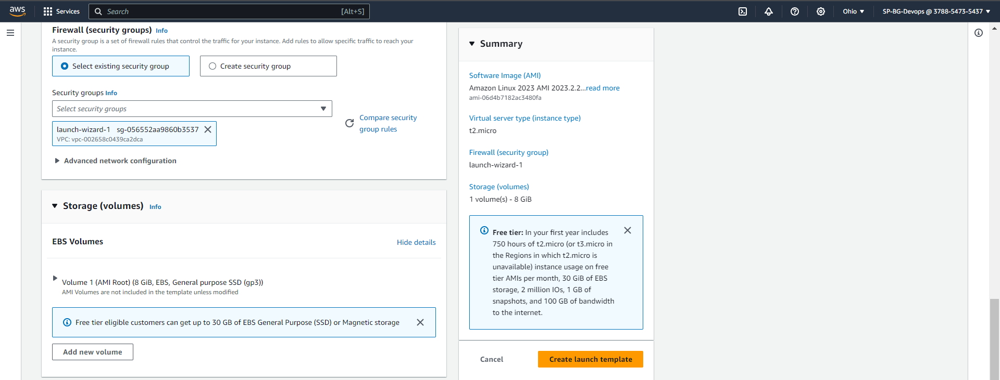 aws
Services
Search
[Alt+S]
Ohio
SP-BG-Devops @ 3788-5473-5437
Firewall (security groups) Info
A security group is a set of firewall rules that control the traffic for your instance. Add rules to allow specific traffic to reach your
instance.
Select existing security group
Create security group
Security groups Info
Select security groups
launch-wizard-1 sg-056552aa9860b3537
VPC: vpc-002658c0439ca2dca
Compare security
group rules
Advanced network configuration
Storage (volumes) Info
EBS Volumes
Hide details
Volume 1 (AMI Root) (8 GiB, EBS, General purpose SSD (gp3))
AMI Volumes are not included in the template unless modified
Free tier eligible customers can get up to 30 GB of EBS General Purpose (SSD) or Magnetic storage
Add new volume
Summary
Software Image (AMI)
Amazon Linux 2023 AMI 2023.2.2...read more
ami-06d4b7182ac3480fa
Virtual server type (instance type)
t2.micro
Firewall (security group)
launch-wizard-1
Storage (volumes)
1 volume(s) - 8 GiB
Free tier: In your first year includes
750 hours of t2.micro (or t3.micro in
the Regions in which t2.micro is
unavailable) instance usage on free
tier AMIs per month, 30 GiB of EBS
storage, 2 million IOs, 1 GB of
snapshots, and 100 GB of bandwidth
to the internet.
Cancel
Create launch template